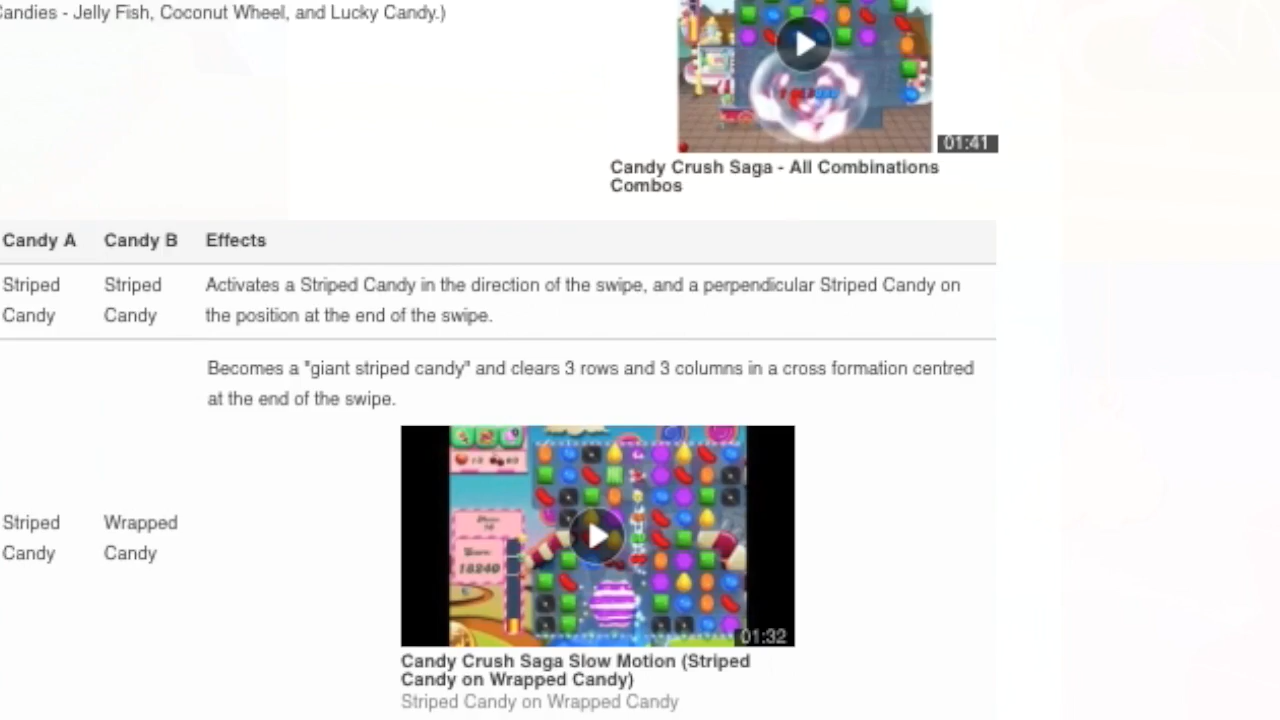 Candies - Jelly Fish, Coconut Wheel, and Lucky Candy.)
01:41
Candy Crush Saga - All Combinations
Combos
Candy A Candy B Effects
Striped Striped Activates a Striped Candy in the direction of the swipe, and a perpendicular Striped Candy on
Candy Candy the position at the end of the swipe.
Becomes a "giant striped candy" and clears 3 rows and 3 columns in a cross formation centred
at the end of the swipe.
Striped Wrapped
Candy Candy
18240
01:32
Candy Crush Saga Slow Motion (Striped
Candy on Wrapped Candy)
Striped Candy on Wrapped Candy